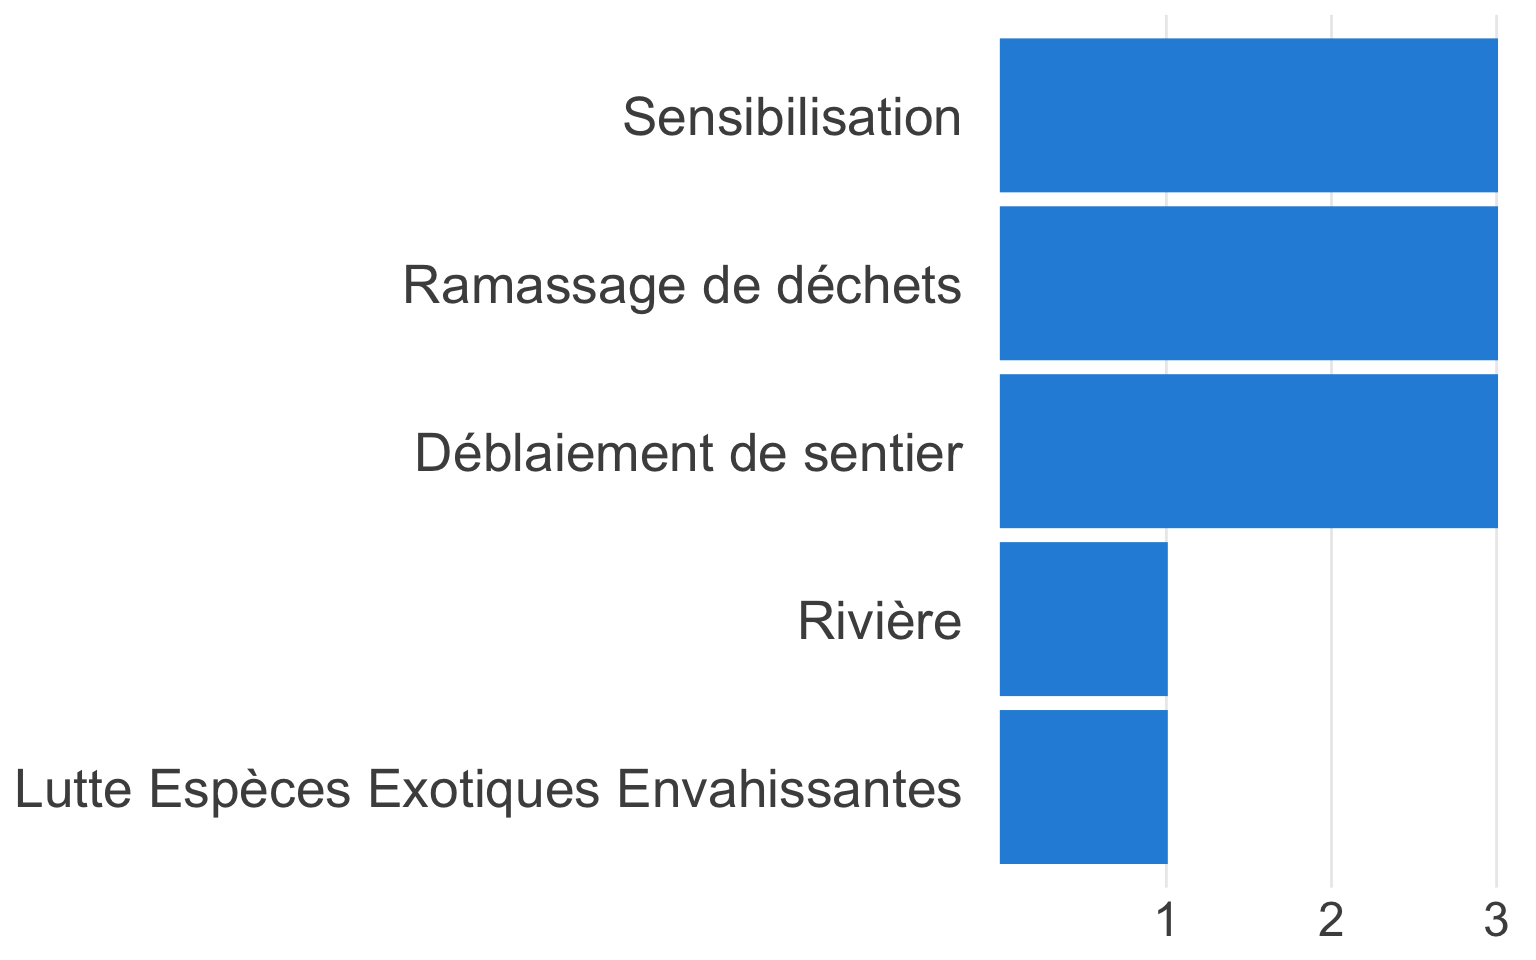 Sensibilisation
Ramassage de déchets
Déblaiement de sentier
Rivière
Lutte Espèces Exotiques Envahissantes
1 2 3